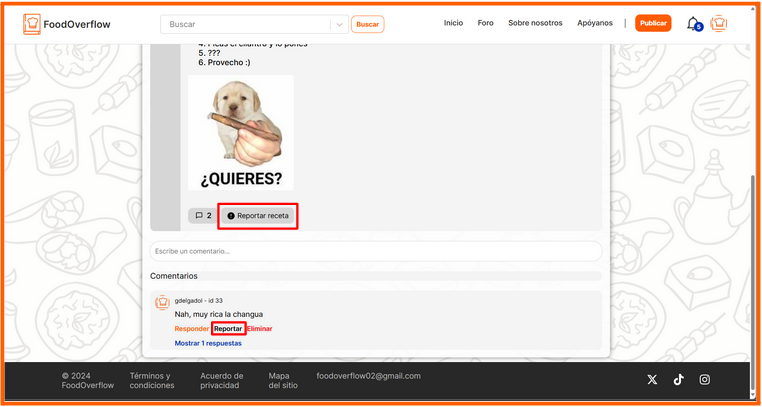 FoodOverflow
Buscar
Buscar
Inicio
Foro
Sobre nosotros
Apóyanos
Publicar
5
4. Picas el cilantro y lo pones
5. ???
6. Provecho :)
¿QUIERES?
2
Reportar receta
Escribe un comentario...
Comentarios
gdelgadol - id 33
Nah, muy rica la changua
Responder Reportar Eliminar
Mostrar 1 respuestas
© 2024 FoodOverflow
Términos y condiciones
Acuerdo de privacidad
Mapa del sitio
foodoverflow02@gmail.com